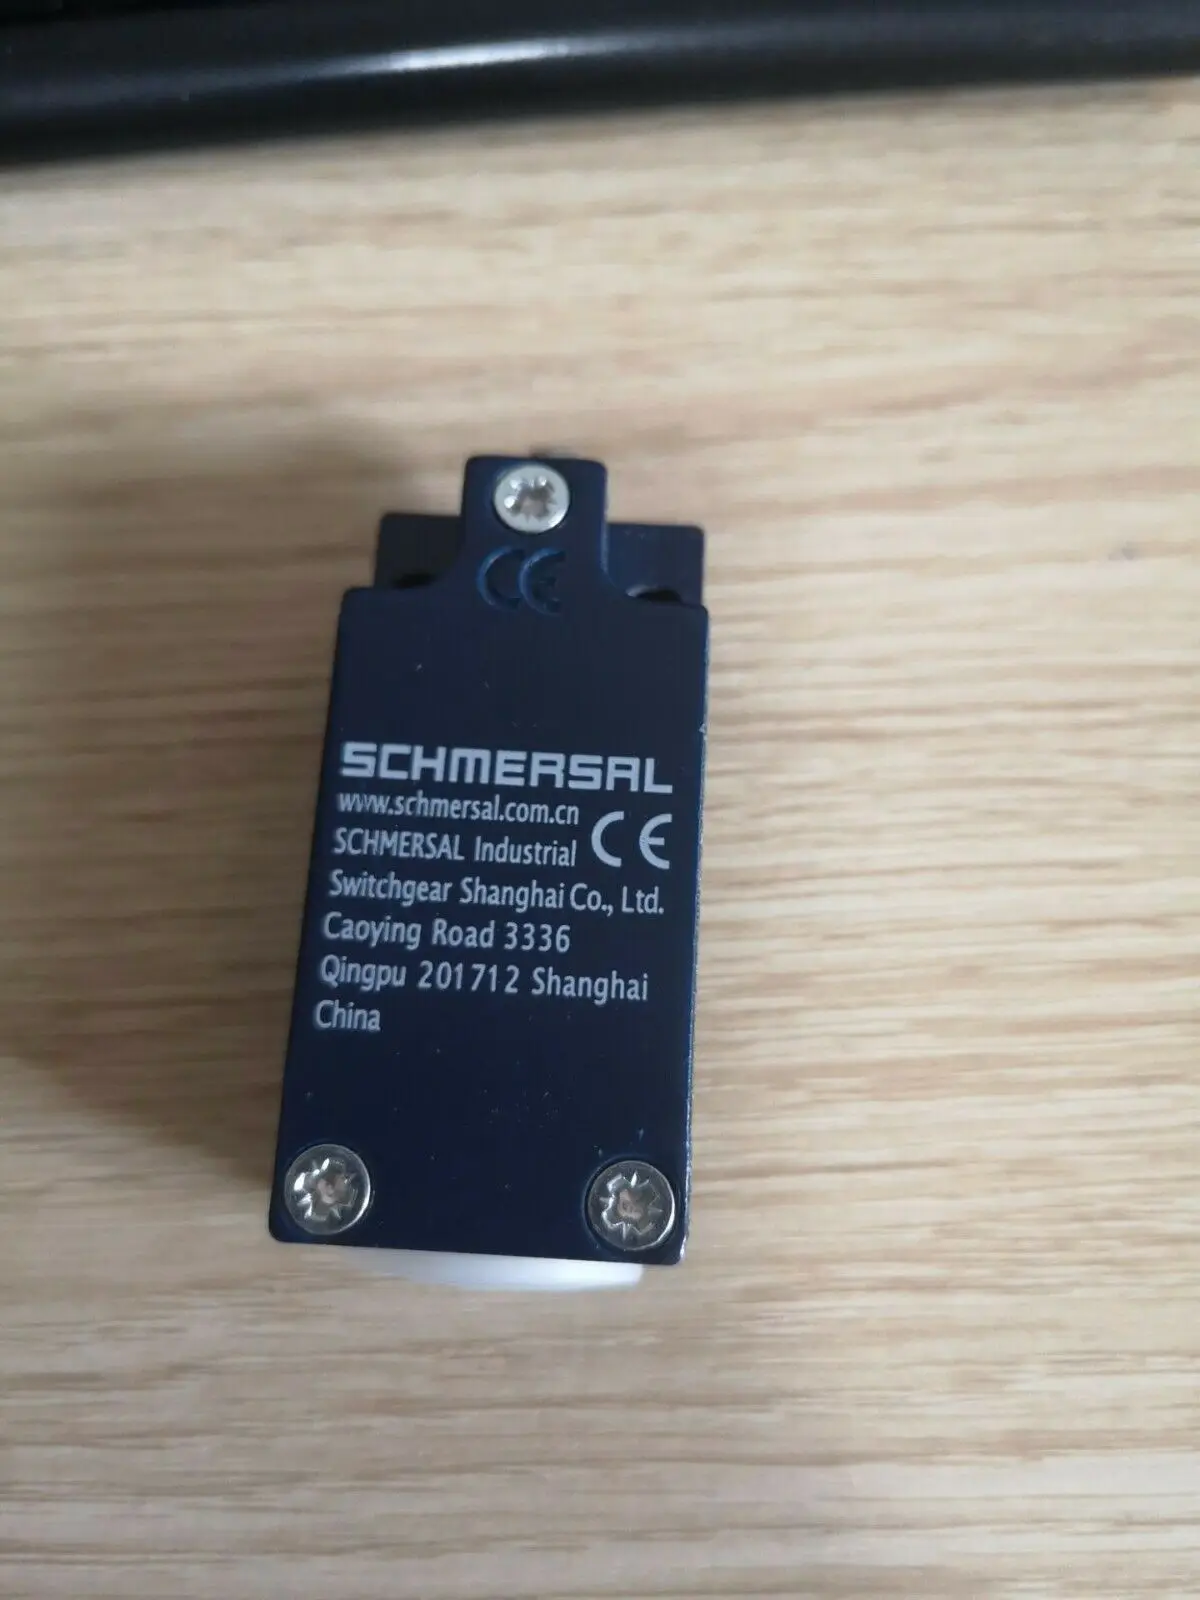 CE
SCHMERSAL
www.schmersal.com.cn
SCHMERSAL Industrial CE
Switchgear Shanghai Co., Ltd.
Caoying Road 3336
Qingpu 201712 Shanghai
China